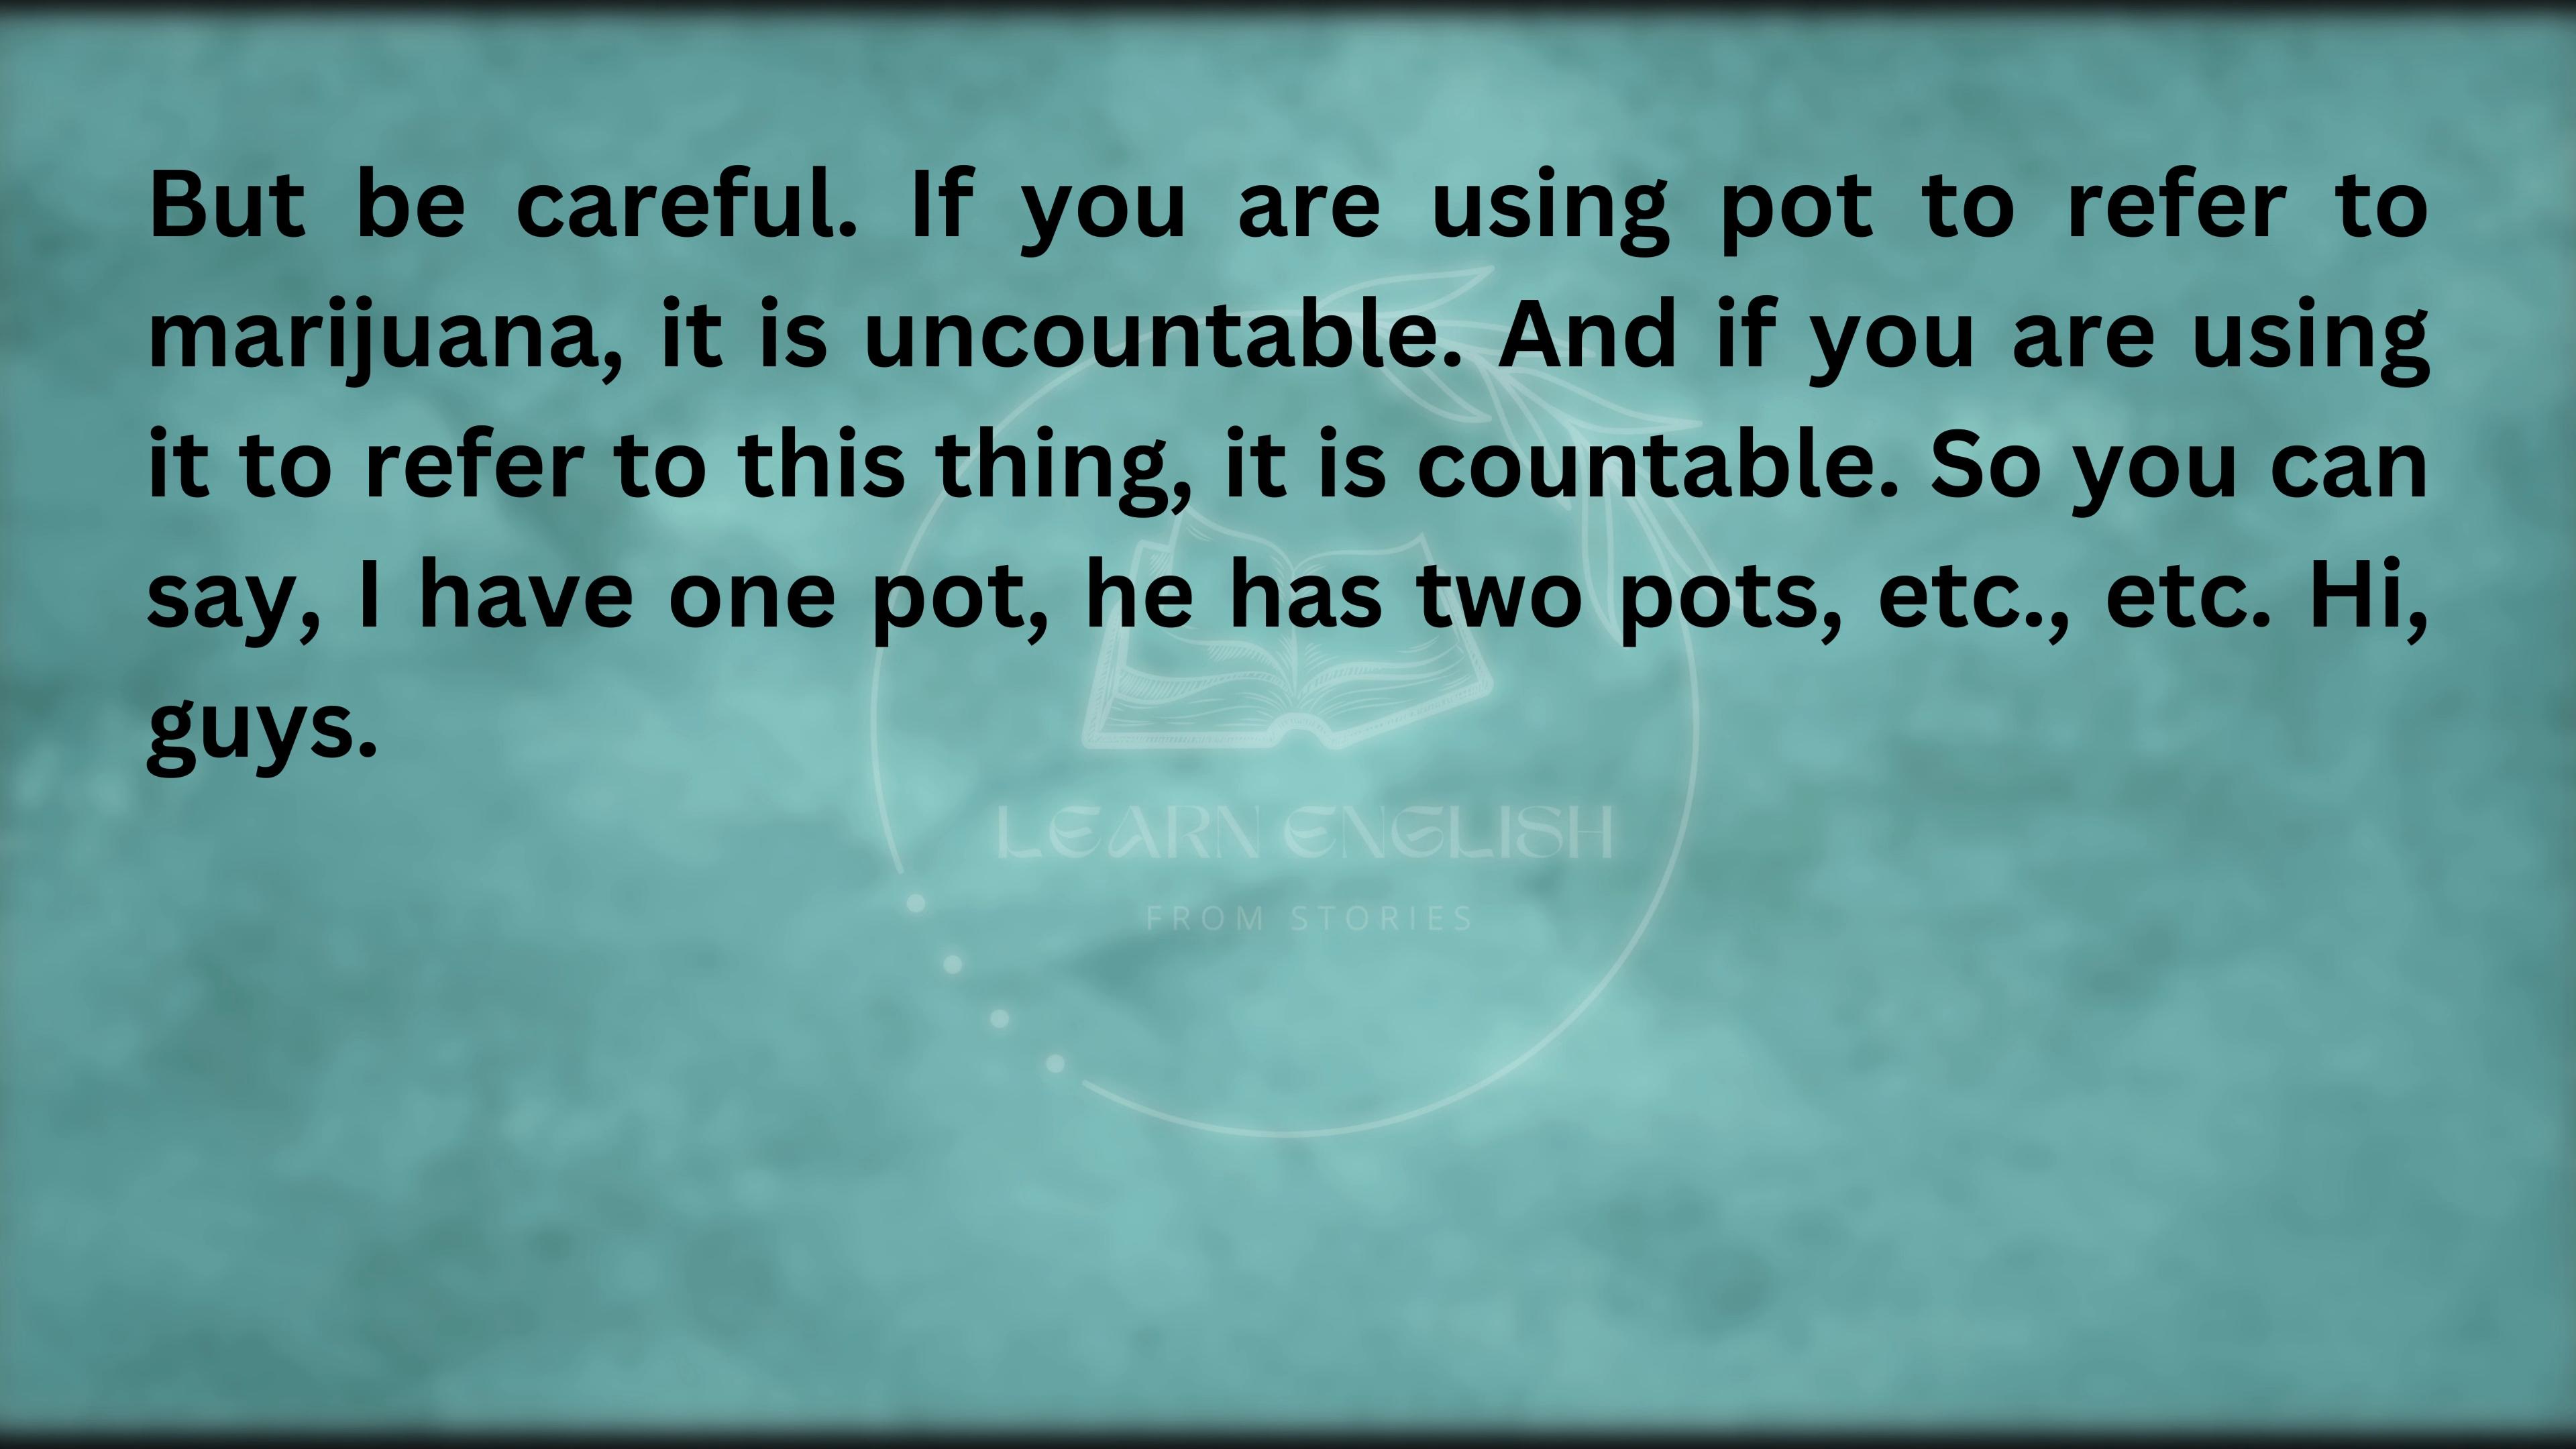 But be careful. If you are using pot to refer to
marijuana, it is uncountable. And if you are using
it to refer to this thing, it is countable. So you can
say, I have one pot, he has two pots, etc., etc. Hi,
guys.
LEARN ENGLISH
FROM STORIES